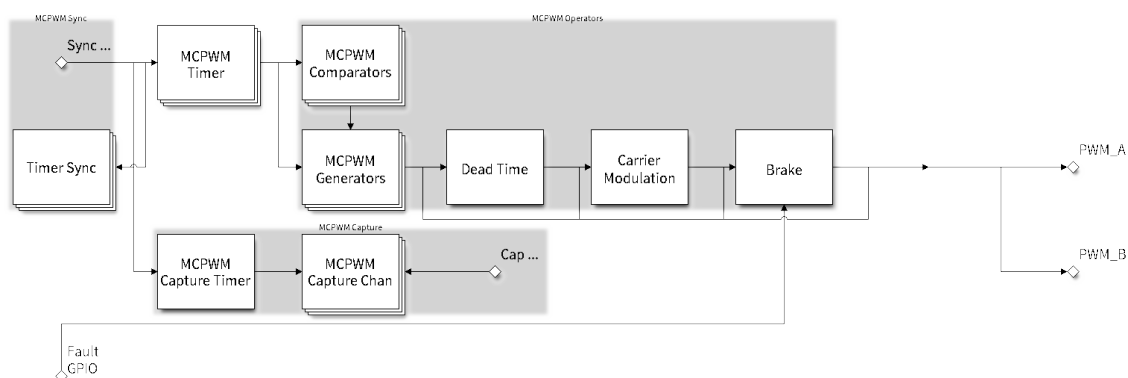 MCPWM Sync
MCPWM Operators
Sync ...
MCPWM
Timer
MCPWM
Comparators
Timer Sync
MCPWM
Generators
Dead Time
Carrier
Modulation
Brake
PWM_A
MCPWM Capture
MCPWM
Capture Timer
MCPWM
Capture Chan
Cap ...
PWM_B
Fault
GPIO